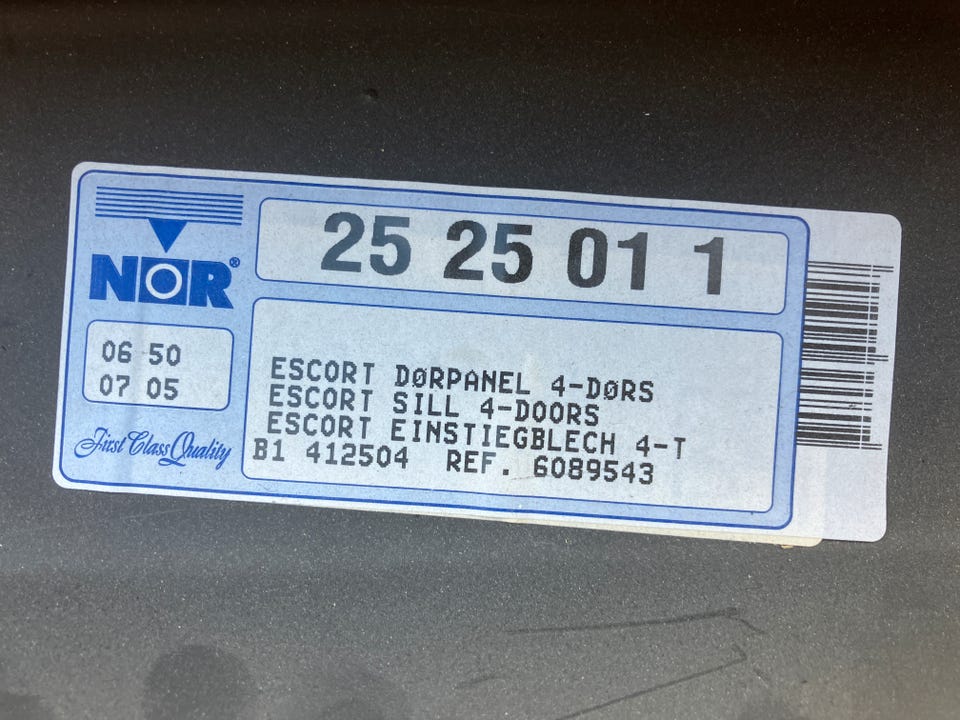 NOR®
25 25 01 1
06 50
07 05
First Class Quality
ESCORT DØRPANEL 4-DØRS
ESCORT SILL 4-DOORS
ESCORT EINSTIEGBLECH 4-T
B1 412504 REF. 6089543